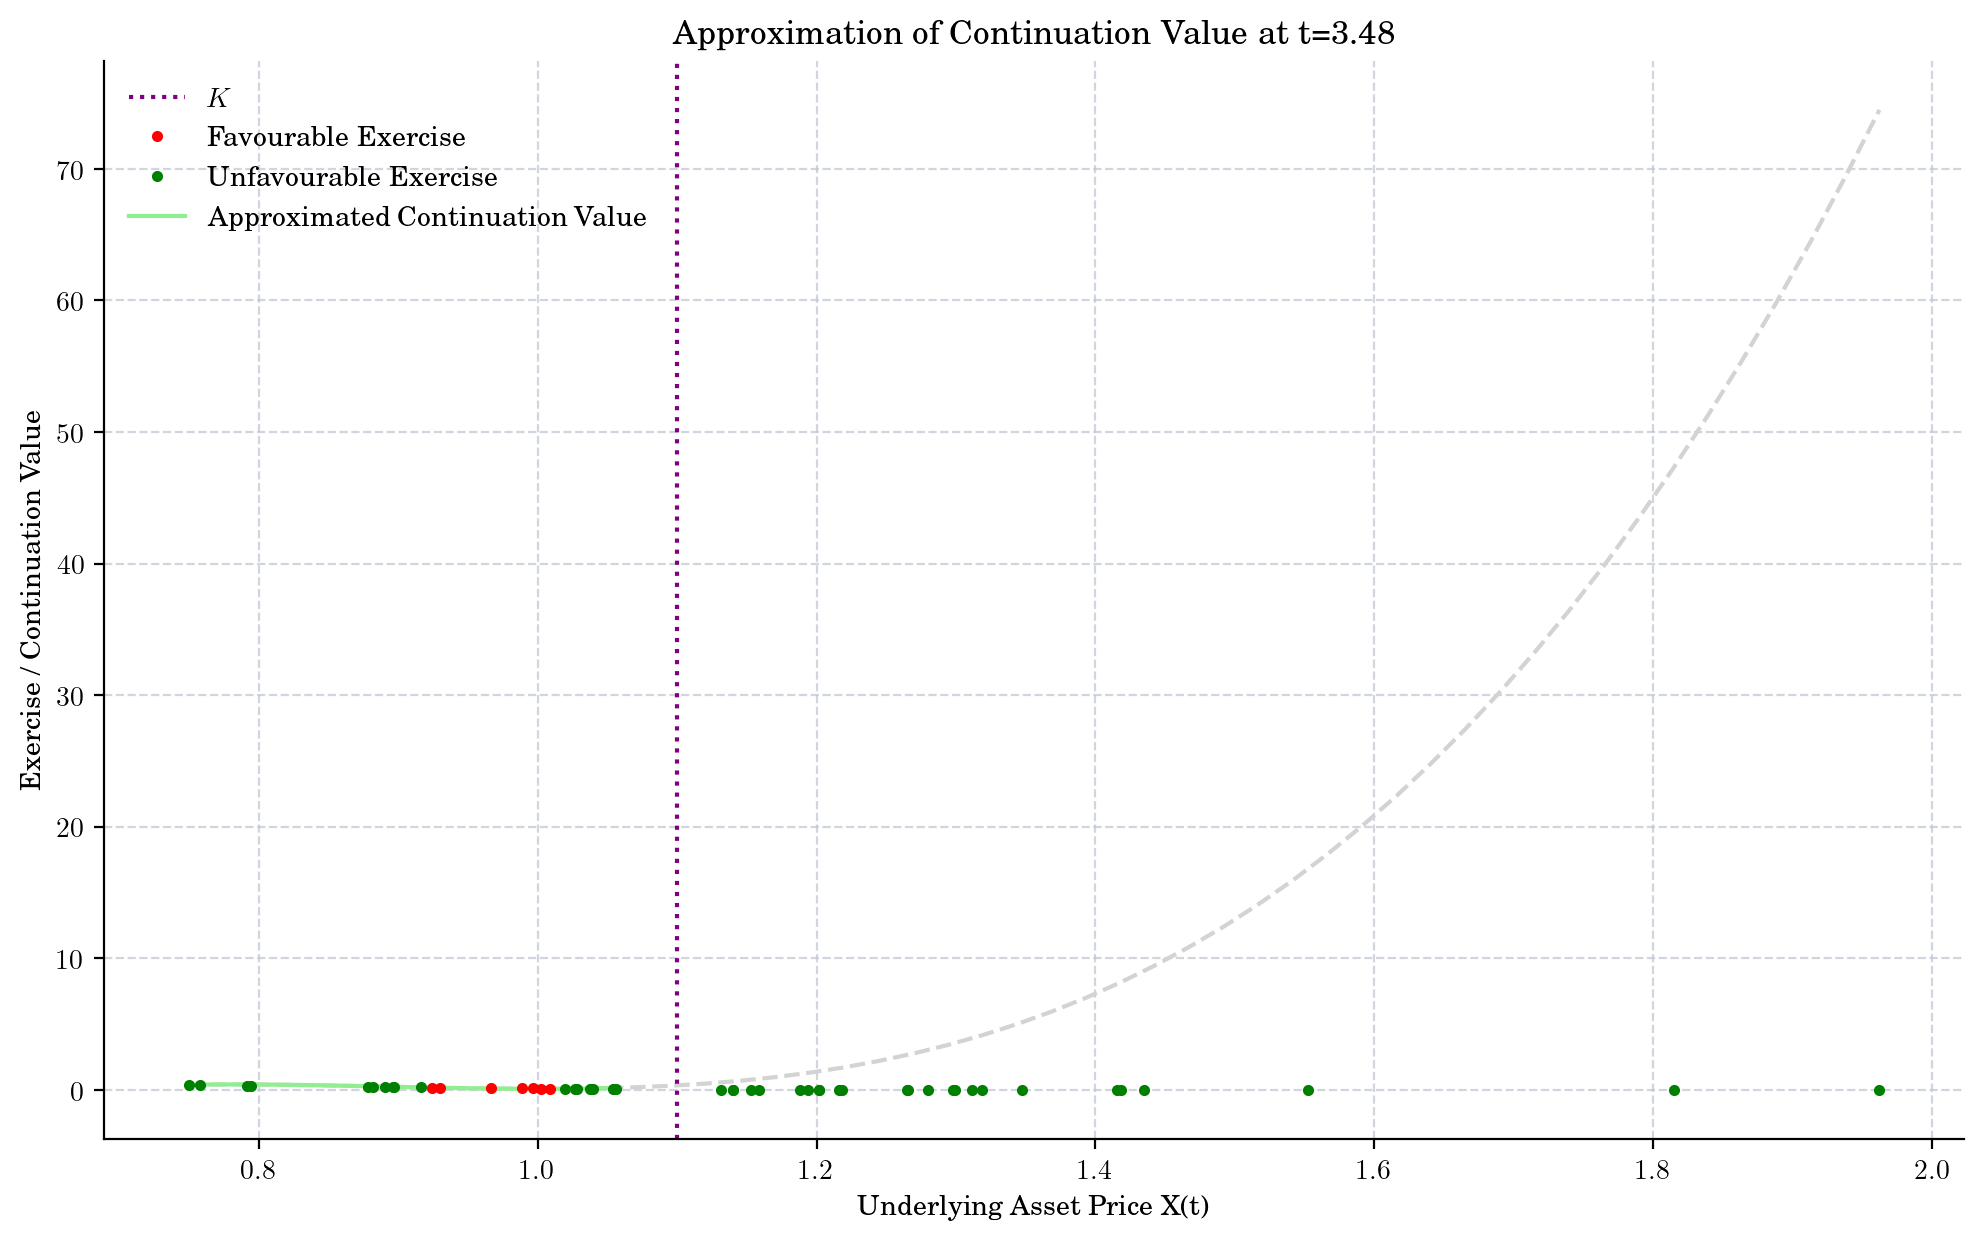 Approximation of Continuation Value at t=3.48
K
Favourable Exercise
Unfavourable Exercise
Approximated Continuation Value
Exercise / Continuation Value
70
60
50
40
30
20
10
0
0.8
1.0
1.2
1.4
1.6
1.8
2.0
Underlying Asset Price X(t)